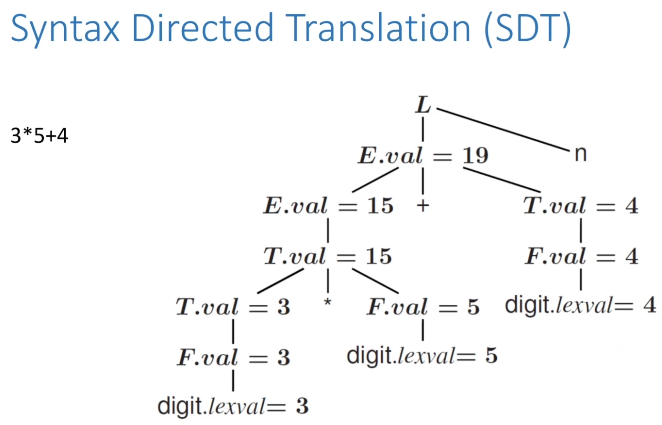 Syntax Directed Translation (SDT)
3*5+4
L
E.val = 19 n
E.val = 15 + T.val = 4
T.val = 15 F.val = 4
T.val = 3 * F.val = 5 digit.lexval= 4
F.val = 3 digit.lexval= 5
digit.lexval= 3